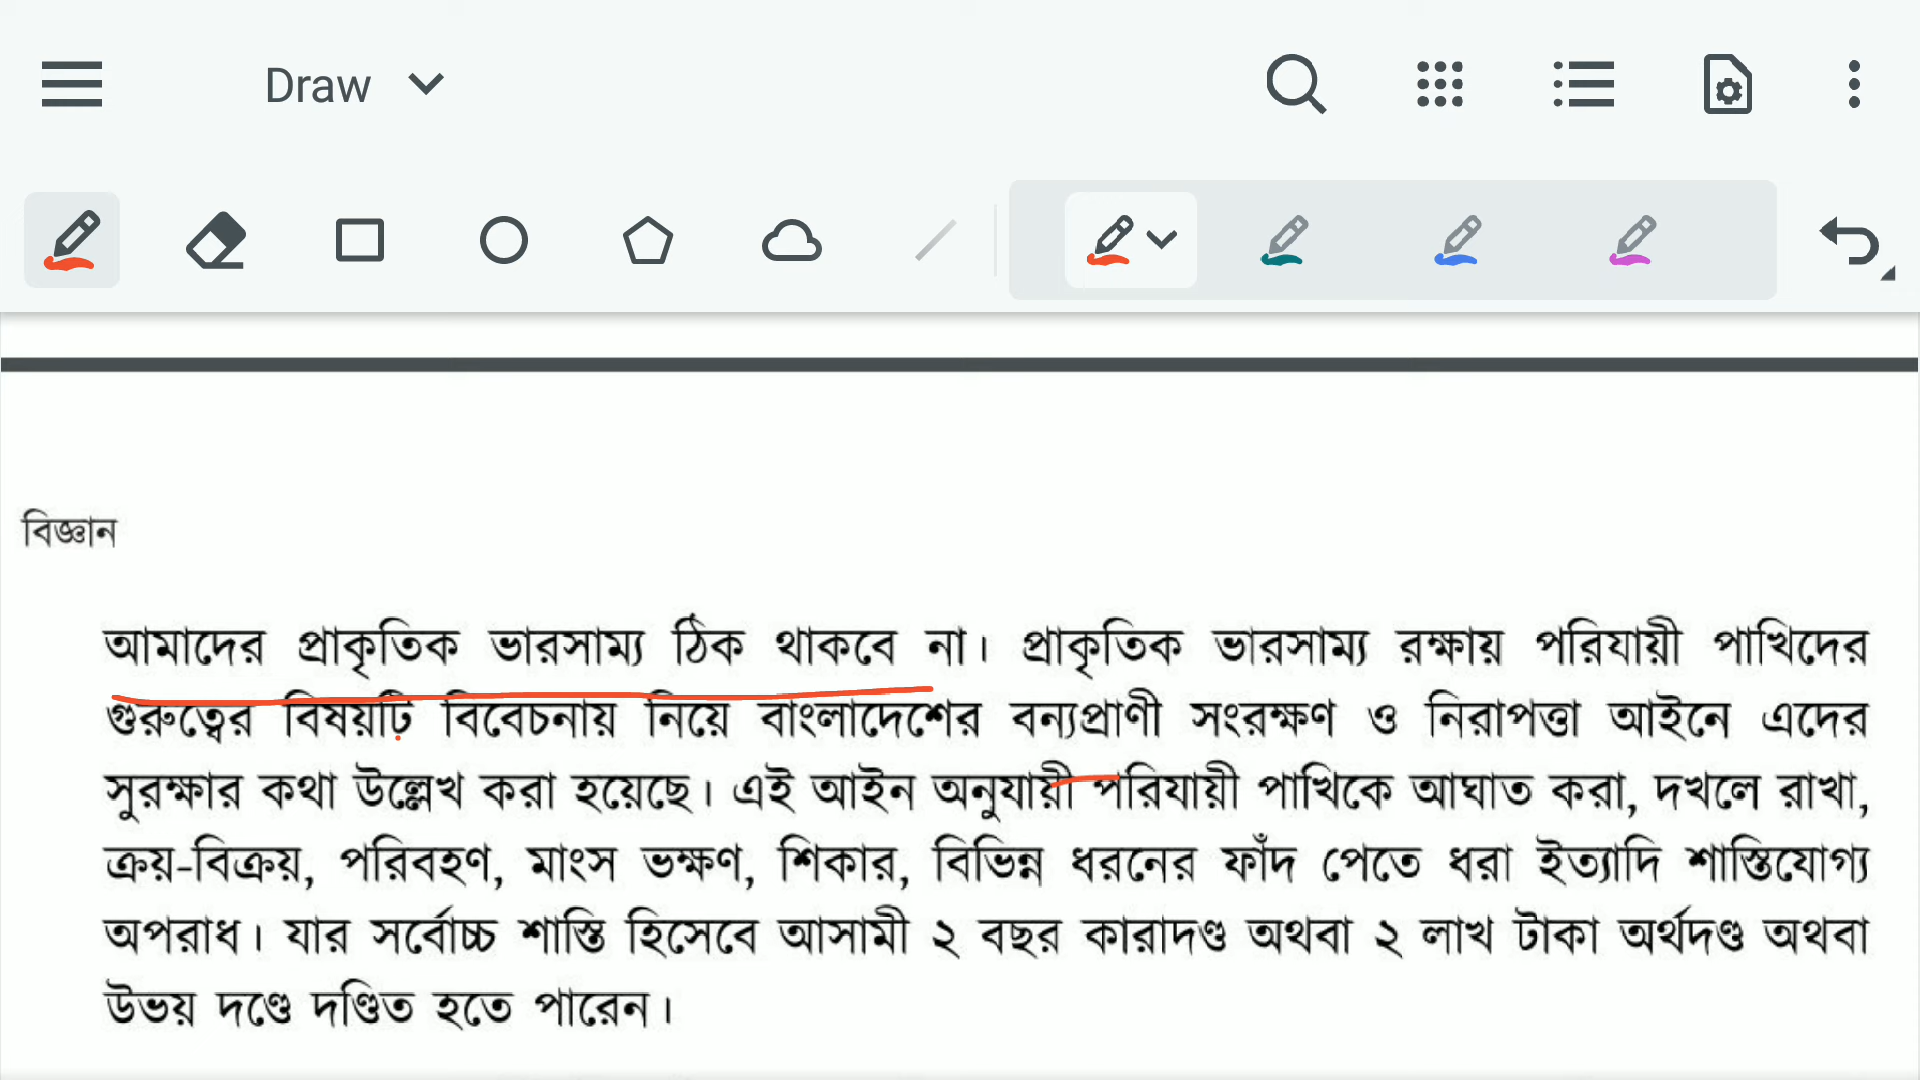 Draw
বিজ্ঞান
আমাদের প্রাকৃতিক ভারসাম্য ঠিক থাকবে না। প্রাকৃতিক ভারসাম্য রক্ষায় পরিযায়ী পাখিদের
গুরুত্বের বিষয়টি বিবেচনায় নিয়ে বাংলাদেশের বন্যপ্রাণী সংরক্ষণ ও নিরাপত্তা আইনে এদের
সুরক্ষার কথা উল্লেখ করা হয়েছে। এই আইন অনুযায়ী পরিযায়ী পাখিকে আঘাত করা, দখলে রাখা,
ক্রয়-বিক্রয়, পরিবহণ, মাংস ভক্ষণ, শিকার, বিভিন্ন ধরনের ফাঁদ পেতে ধরা ইত্যাদি শাস্তিযোগ্য
অপরাধ। যার সর্বোচ্চ শাস্তি হিসেবে আসামী ২ বছর কারাদণ্ড অথবা ২ লাখ টাকা অর্থদণ্ড অথবা
উভয় দণ্ডে দণ্ডিত হতে পারেন।